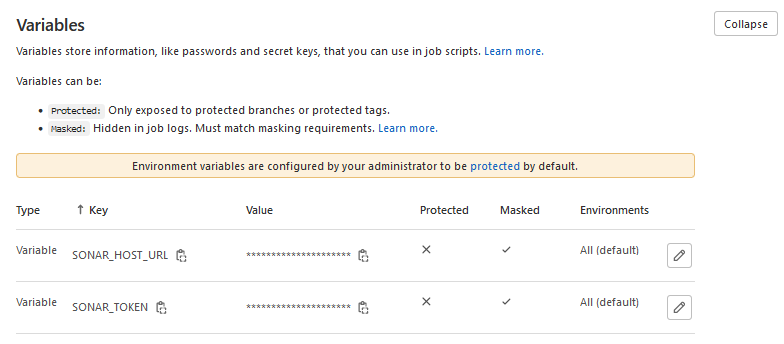 Variables
Collapse
Variables store information, like passwords and secret keys, that you can use in job scripts. Learn more.
Variables can be:
Protected: Only exposed to protected branches or protected tags.
Masked: Hidden in job logs. Must match masking requirements. Learn more.
Environment variables are configured by your administrator to be protected by default.
Type ↑ Key Value Protected Masked Environments
Variable SONAR_HOST_URL ********************* All (default)
Variable SONAR_TOKEN ********************* All (default)